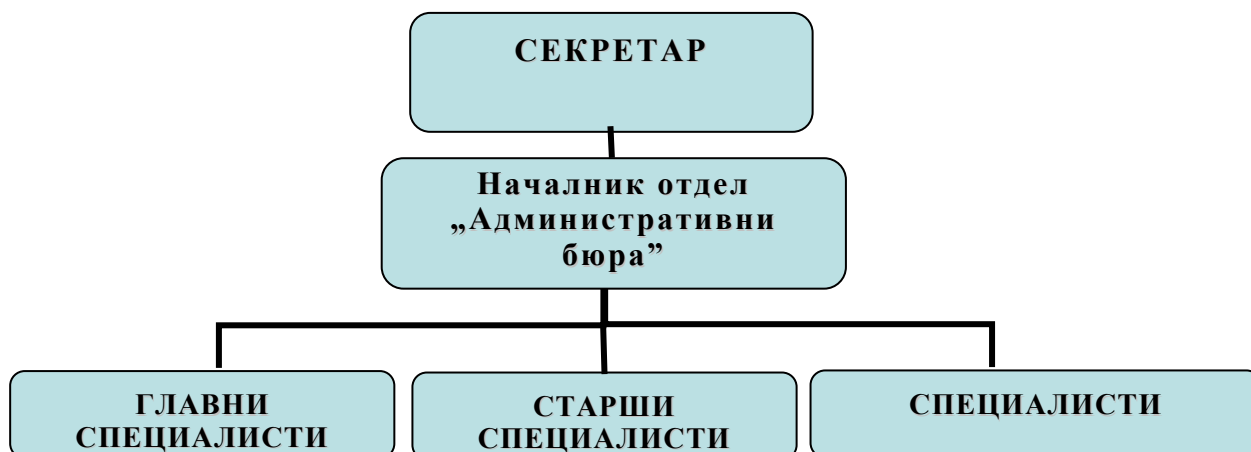 СЕКРЕТАР
Началник отдел
„Административни
бюра”
ГЛАВНИ
СПЕЦИАЛИСТИ
СТАРШИ
СПЕЦИАЛИСТИ
СПЕЦИАЛИСТИ